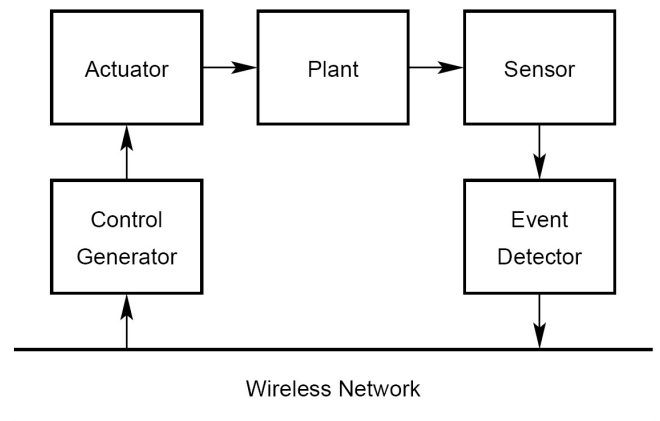 Actuator
Plant
Sensor
Control
Generator
Event
Detector
Wireless Network